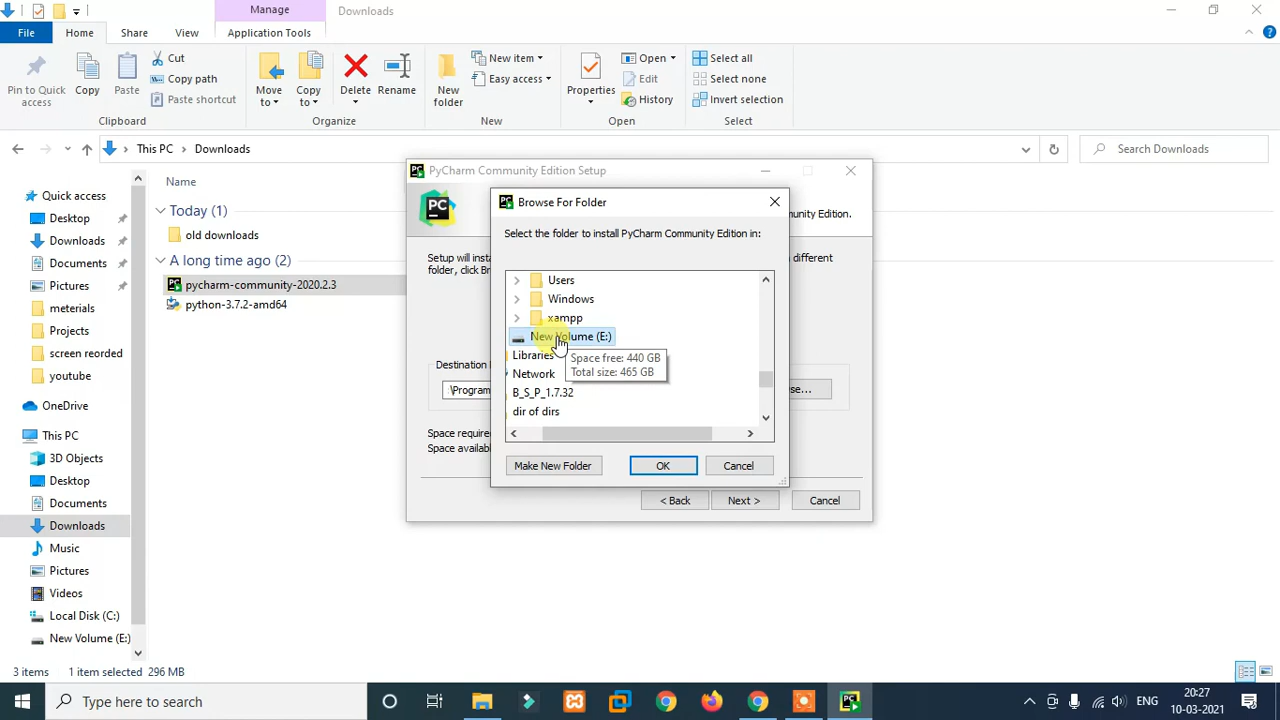 Manage
Downloads
File
Home
Share
View
Application Tools
Pin to Quick
access
Copy
Paste
Cut
Copy path
Paste shortcut
Clipboard
Move
to
Copy
to
Delete
Rename
Organize
New
folder
New item
Easy access
New
Properties
Open
Edit
History
Open
Select all
Select none
Invert selection
Select
This PC
Downloads
Search Downloads
Quick access
Desktop
Downloads
Documents
Pictures
meterials
Projects
screen reorded
youtube
OneDrive
This PC
3D Objects
Desktop
Documents
Downloads
Music
Pictures
Videos
Local Disk (C:)
New Volume (E:)
Name
Today (1)
old downloads
A long time ago (2)
pycharm-community-2020.2.3
python-3.7.2-amd64
PyCharm Community Edition Setup
PC
unity Edition.
Setup will inst
different
folder, click Br
Destination
\Program
se...
Space require
Space availabl
< Back
Next >
Cancel
Browse For Folder
Select the folder to install PyCharm Community Edition in:
Users
Windows
xampp
New Volume (E:)
Libraries
Network
B_S_P_1.7.32
dir of dirs
Space free: 440 GB
Total size: 465 GB
Make New Folder
OK
Cancel
3 items
1 item selected 296 MB
Type here to search
ENG
20:27
10-03-2021